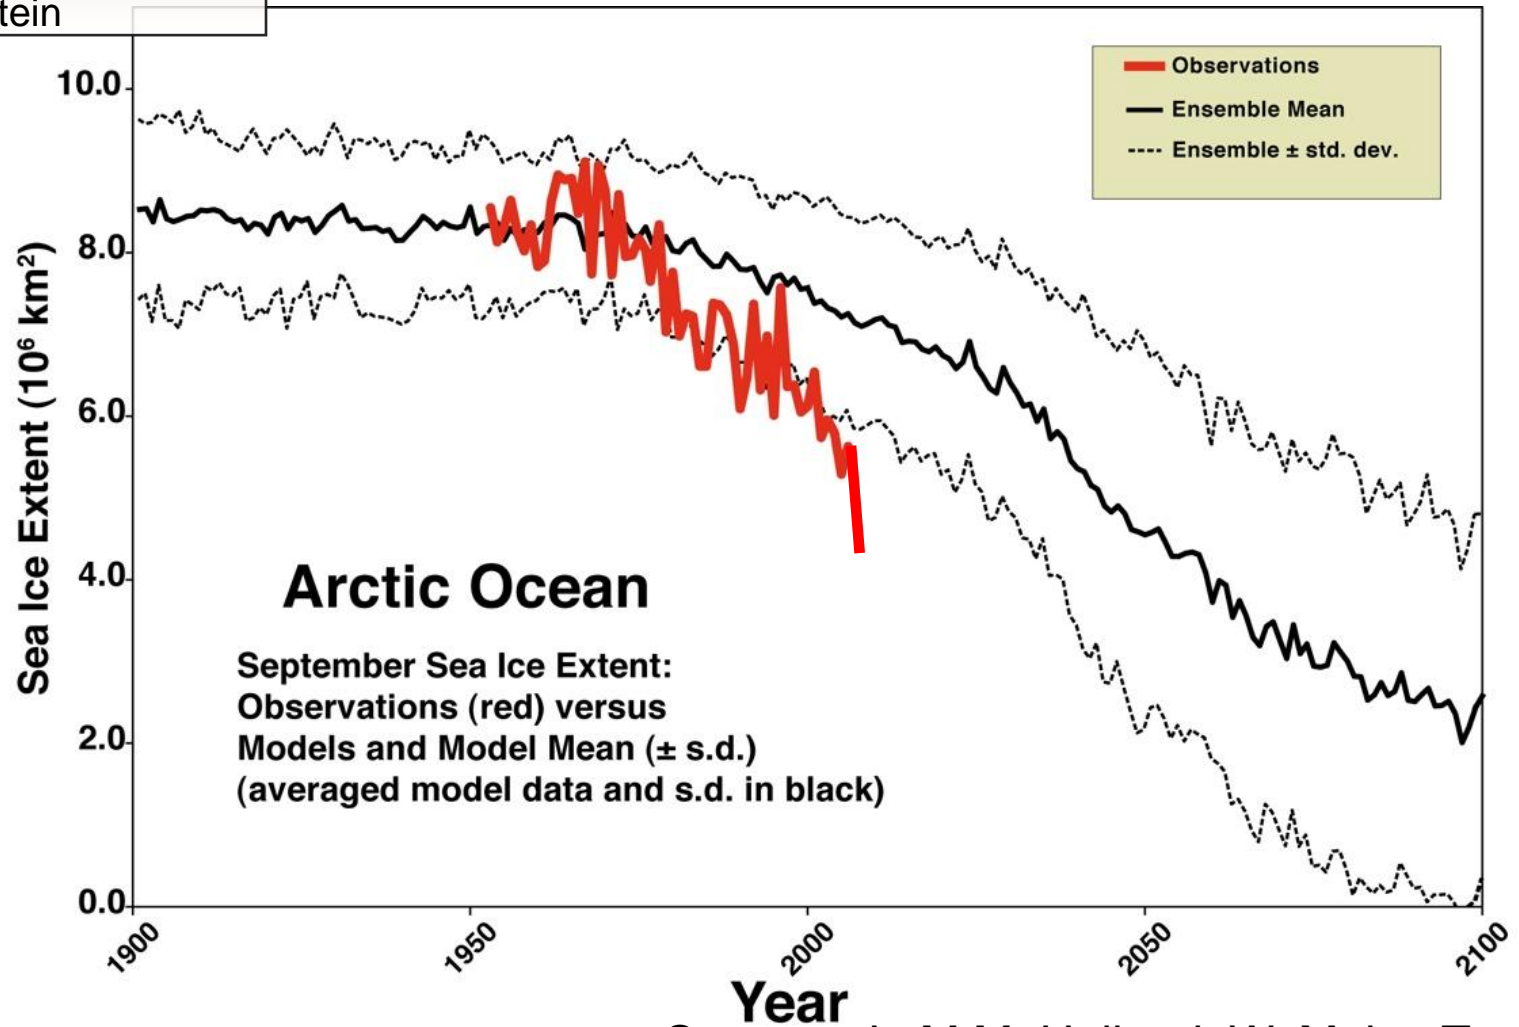 tein
10.0
8.0
6.0
4.0
2.0
0.0
Sea Ice Extent (10⁶ km²)
Observations
Ensemble Mean
Ensemble ± std. dev.
Arctic Ocean
September Sea Ice Extent:
Observations (red) versus
Models and Model Mean (± s.d.)
(averaged model data and s.d. in black)
1900
1950
2000
2050
2100
Year